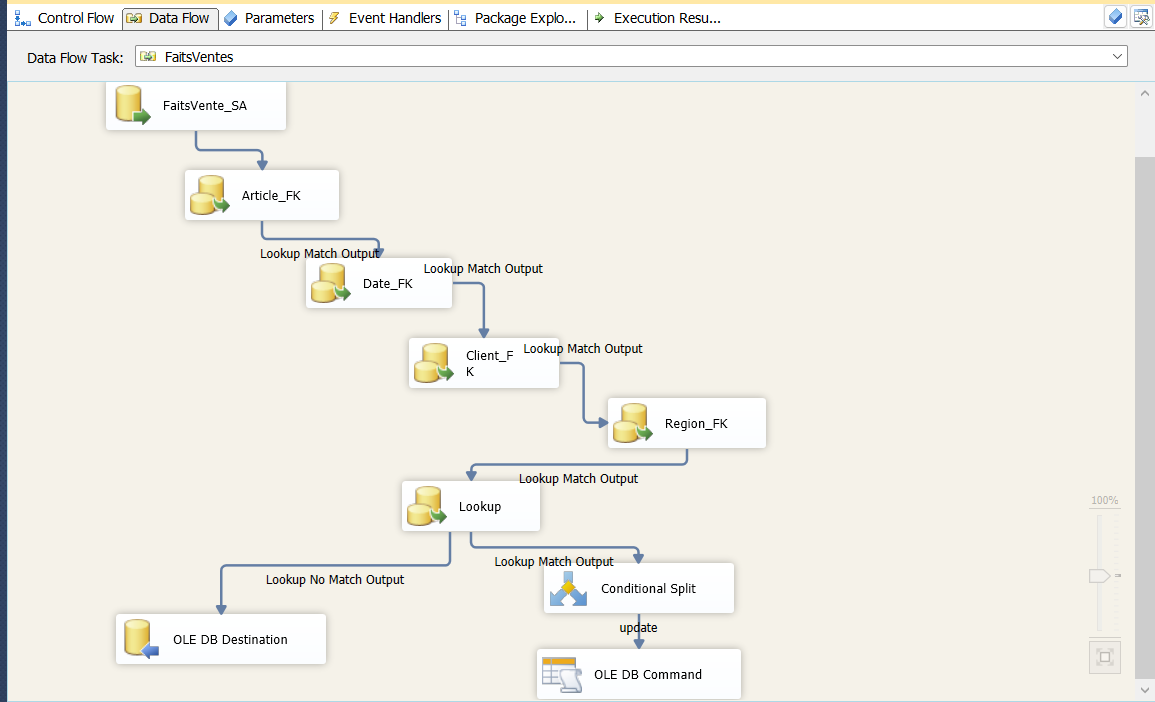 Control Flow
Data Flow
Parameters
Event Handlers
Package Explo...
Execution Resu...
Data Flow Task:
FaitsVentes
FaitsVente_SA
Article_FK
Lookup Match Output
Date_FK
Lookup Match Output
Client_F
K
Lookup Match Output
Region_FK
Lookup Match Output
Lookup
Lookup Match Output
Lookup No Match Output
Conditional Split
update
OLE DB Destination
OLE DB Command
100%